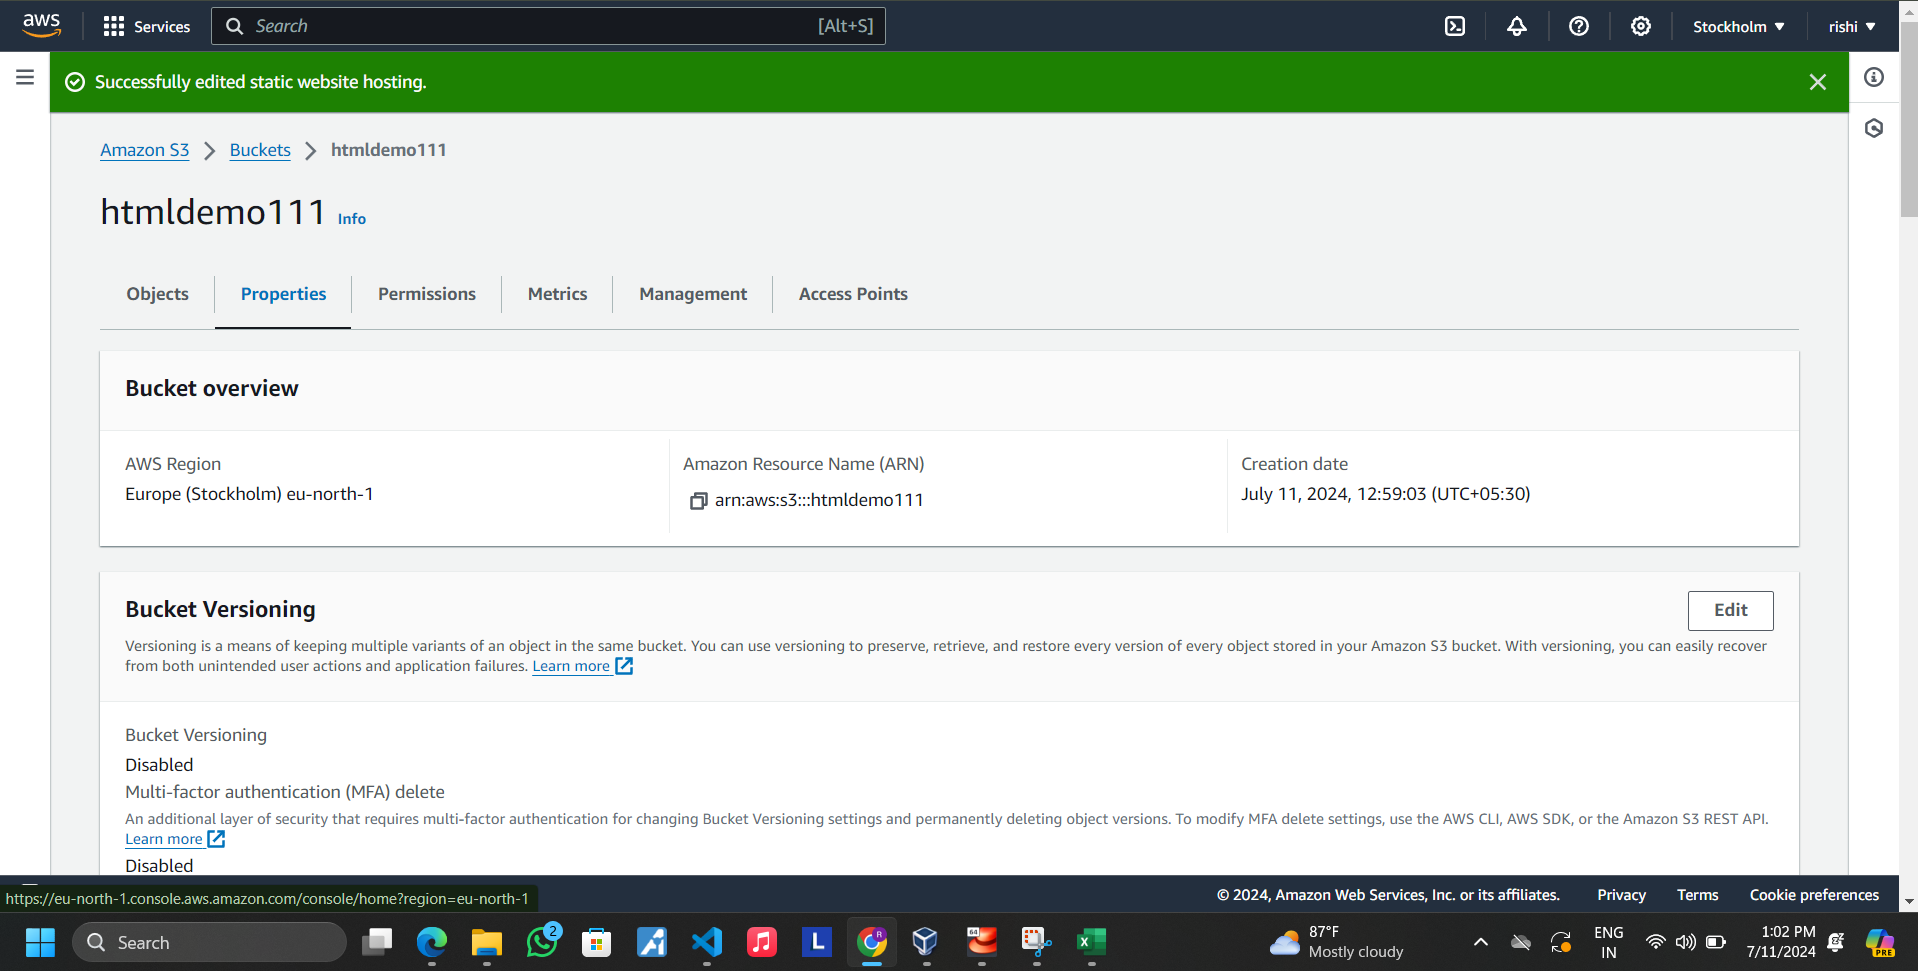 aws
Services
Search
[Alt+S]
Stockholm
rishi
Successfully edited static website hosting.
Amazon S3
Buckets
htmldemo111
htmldemo111
Info
Objects
Properties
Permissions
Metrics
Management
Access Points
Bucket overview
AWS Region
Europe (Stockholm) eu-north-1
Amazon Resource Name (ARN)
arn:aws:s3:::htmldemo111
Creation date
July 11, 2024, 12:59:03 (UTC+05:30)
Bucket Versioning
Edit
Versioning is a means of keeping multiple variants of an object in the same bucket. You can use versioning to preserve, retrieve, and restore every version of every object stored in your Amazon S3 bucket. With versioning, you can easily recover
from both unintended user actions and application failures. Learn more
Bucket Versioning
Disabled
Multi-factor authentication (MFA) delete
An additional layer of security that requires multi-factor authentication for changing Bucket Versioning settings and permanently deleting object versions. To modify MFA delete settings, use the AWS CLI, AWS SDK, or the Amazon S3 REST API.
Learn more
Disabled
https://eu-north-1.console.aws.amazon.com/console/home?region=eu-north-1
© 2024, Amazon Web Services, Inc. or its affiliates.
Privacy
Terms
Cookie preferences
Search
2
L
R
64
X
87°F
Mostly cloudy
ENG
IN
1:02 PM
7/11/2024
PRE